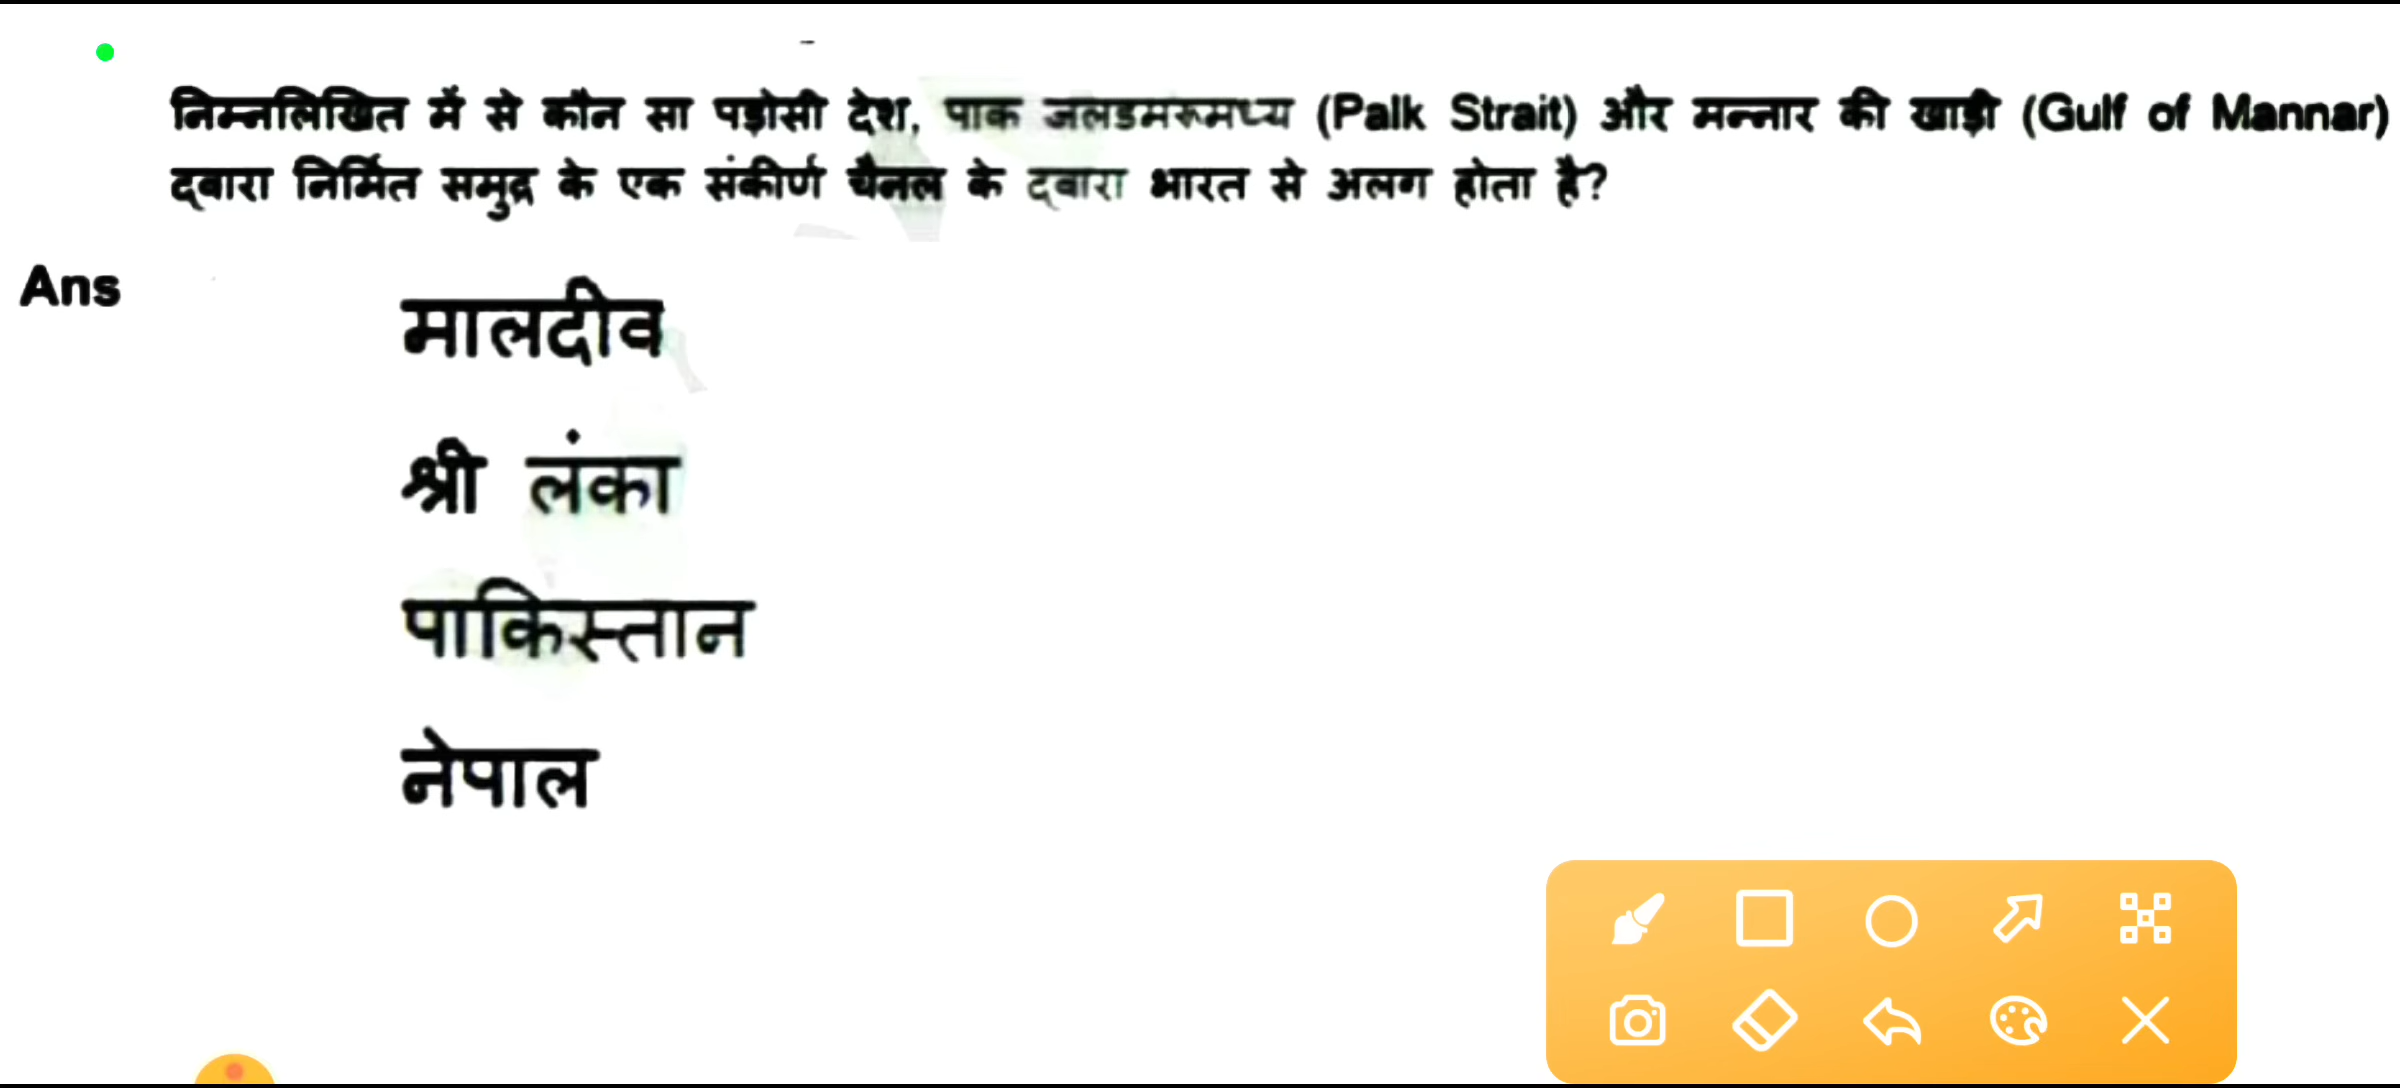 निम्नलिखित में से कौन सा पड़ोसी देश, पाक जलडमरुमध्य (Palk Strait) और मन्नार की खाड़ी (Gulf of Mannar)
द्वारा निर्मित समुद्र के एक संकीर्ण चैनल के द्वारा भारत से अलग होता है?
Ans
मालदीव
श्री लंका
पाकिस्तान
नेपाल